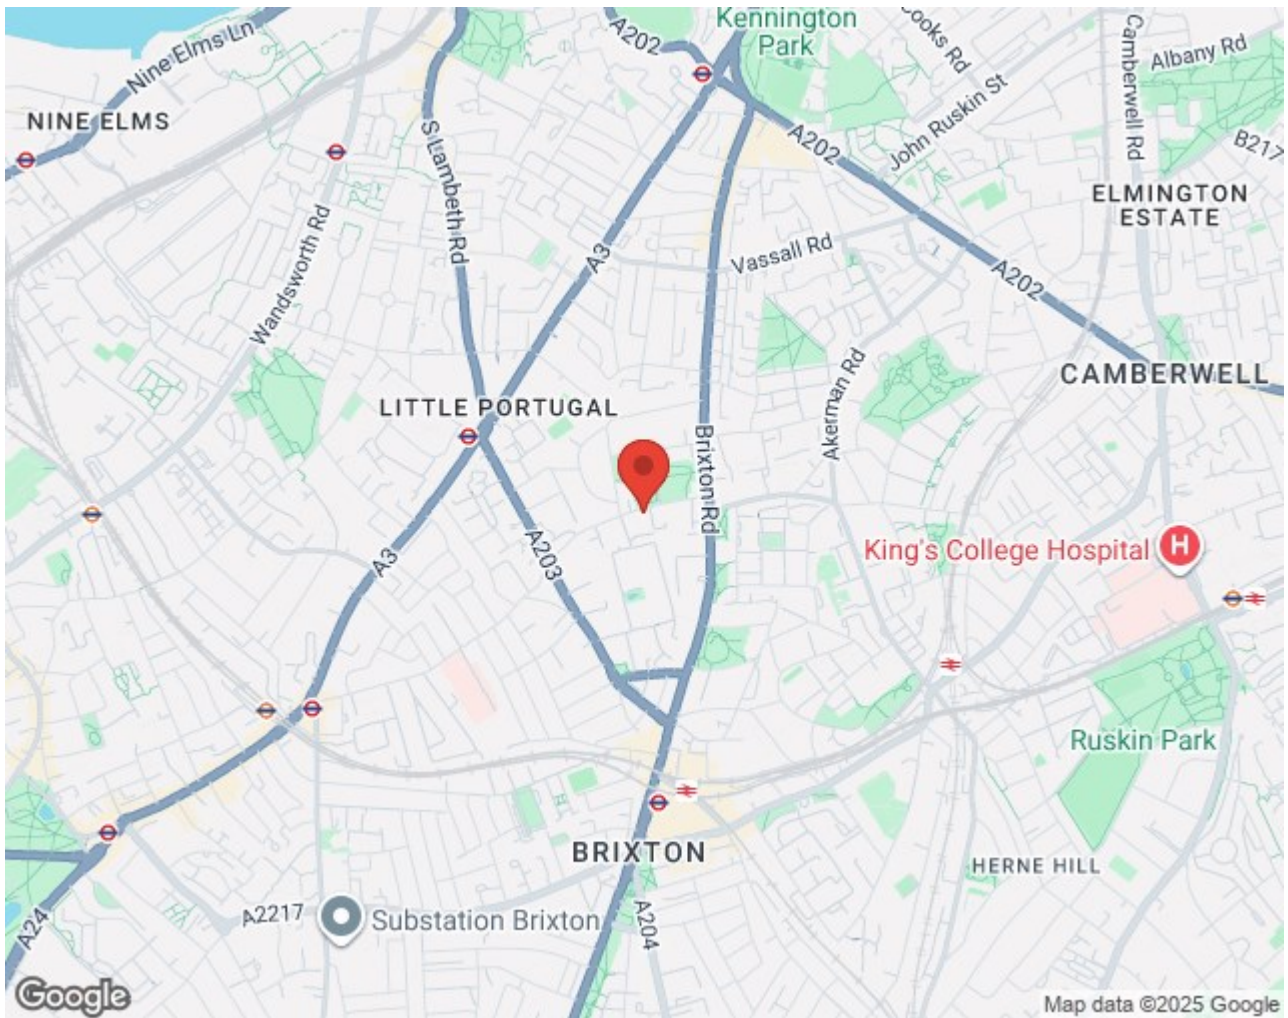 Kennington
Park
A202
Cooks Rd
Camberwell Rd
Albany Rd
Nine Elms Ln
John Ruskin St
NINE ELMS
S Lambeth Rd
A202
B217
ELMINGTON
ESTATE
Wandsworth Rd
A3
Vassall Rd
A202
CAMBERWELL
LITTLE PORTUGAL
Akerman Rd
Brixton Rd
A203
A3
King's College Hospital
H
Ruskin Park
BRIXTON
HERNE HILL
A2217
Substation Brixton
A204
A24
Google
Map data ©2025 Google